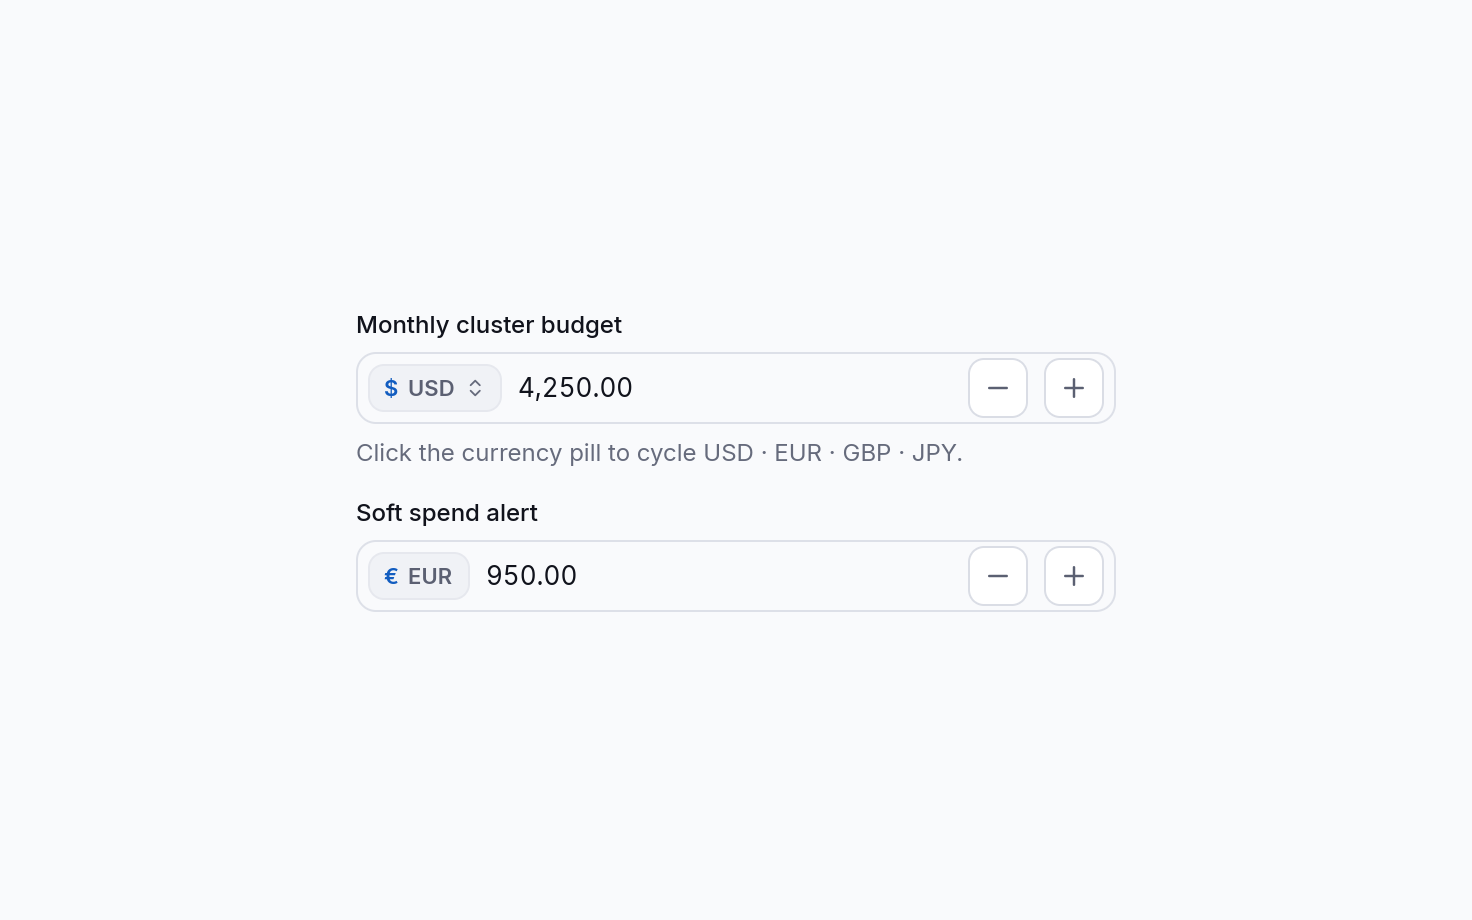 Monthly cluster budget
$ USD 4,250.00
Click the currency pill to cycle USD · EUR · GBP · JPY.
Soft spend alert
€ EUR 950.00